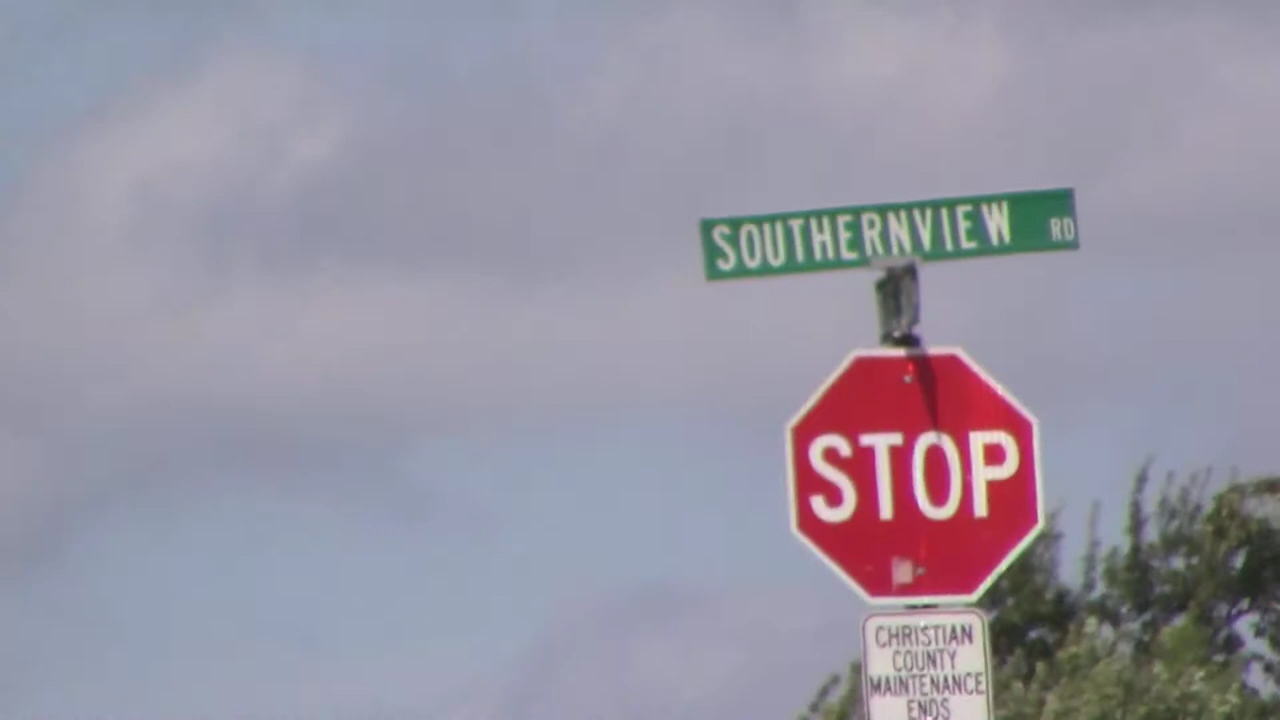 SOUTHERNVIEW RD
STOP
CHRISTIAN
COUNTY
MAINTENANCE
ENDS